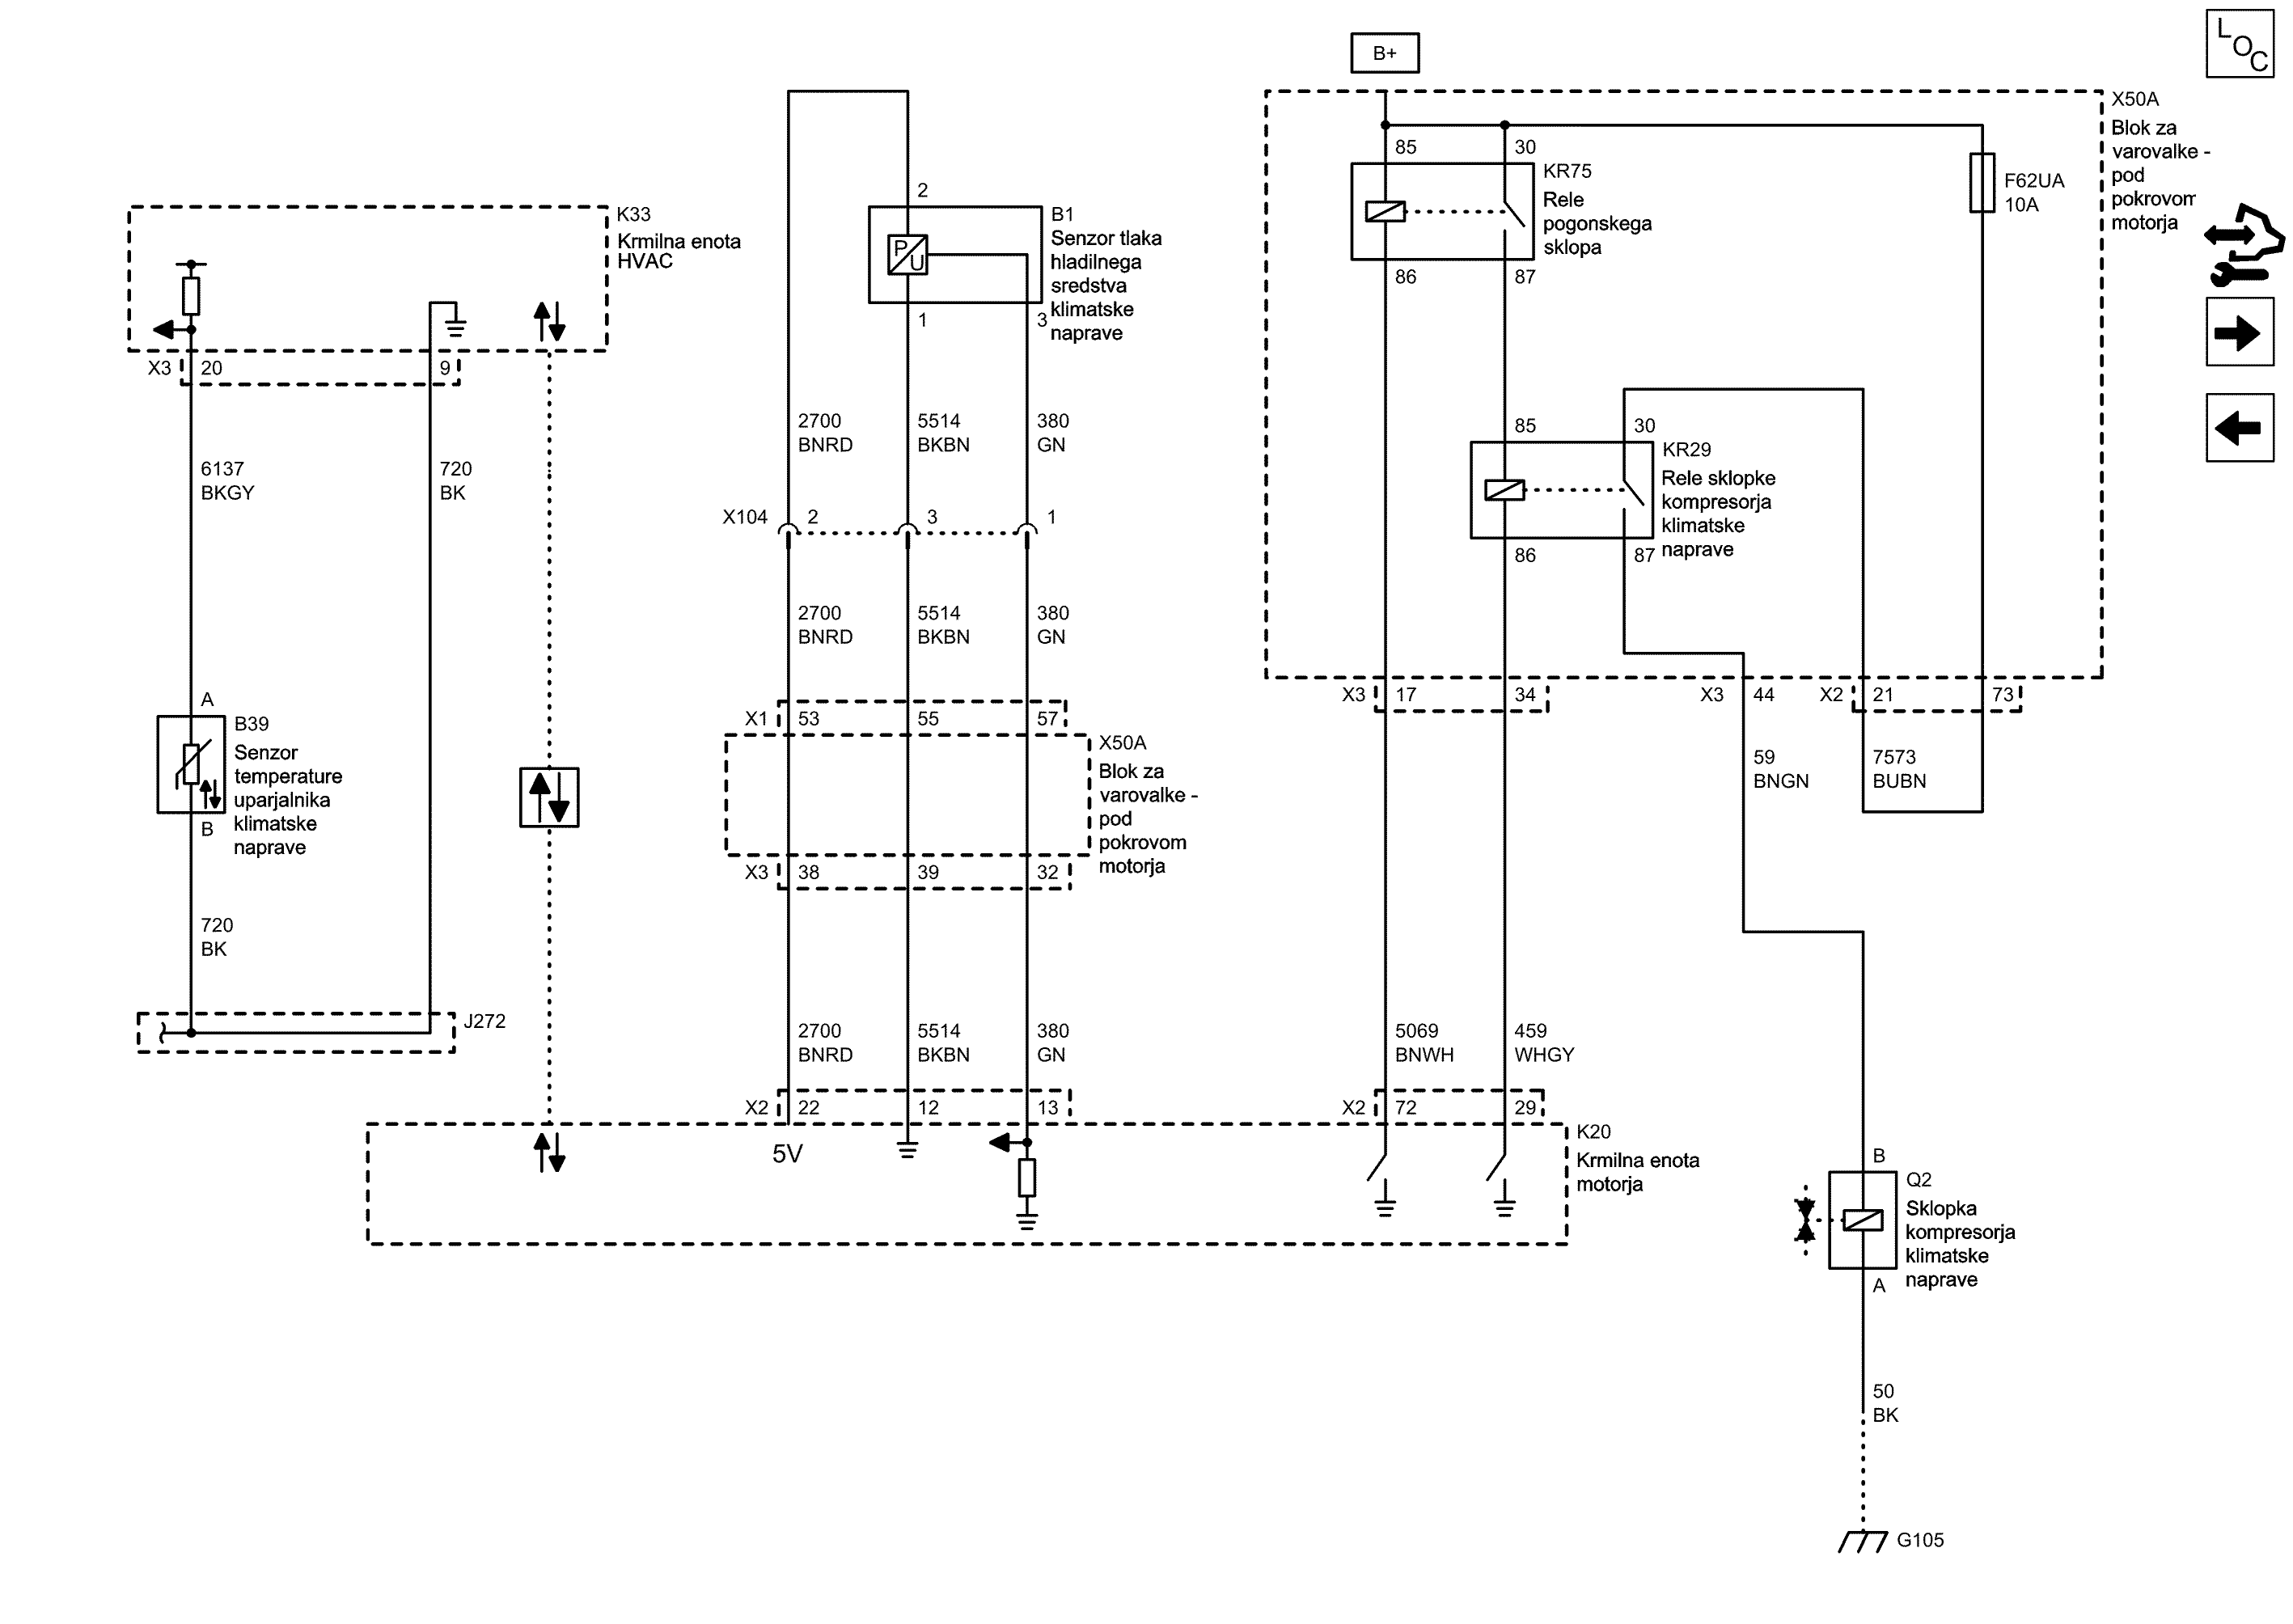 LOC
B+
X50A
Blok za
varovalke -
pod
pokrovom
motorja
85
30
KR75
Rele
pogonskega
sklopa
86
87
F62UA
10A
2
B1
Senzor tlaka
hladilnega
sredstva
klimatske
naprave
1
3
K33
Krmilna enota
HVAC
X3
20
9
2700
BNRD
5514
BKBN
380
GN
85
30
KR29
Rele sklopke
kompresorja
klimatske
naprave
86
87
6137
BKGY
720
BK
X104
2
3
1
2700
BNRD
5514
BKBN
380
GN
X3
17
34
X3
44
X2
21
73
A
B39
Senzor
temperature
uparjalnika
klimatske
naprave
B
X1
53
55
57
X50A
Blok za
varovalke -
pod
pokrovom
motorja
X3
38
39
32
59
BNGN
7573
BUBN
720
BK
J272
2700
BNRD
5514
BKBN
380
GN
5069
BNWH
459
WHGY
X2
22
12
13
X2
72
29
5V
K20
Krmilna enota
motorja
B
Q2
Sklopka
kompresorja
klimatske
naprave
A
50
BK
G105
P
U